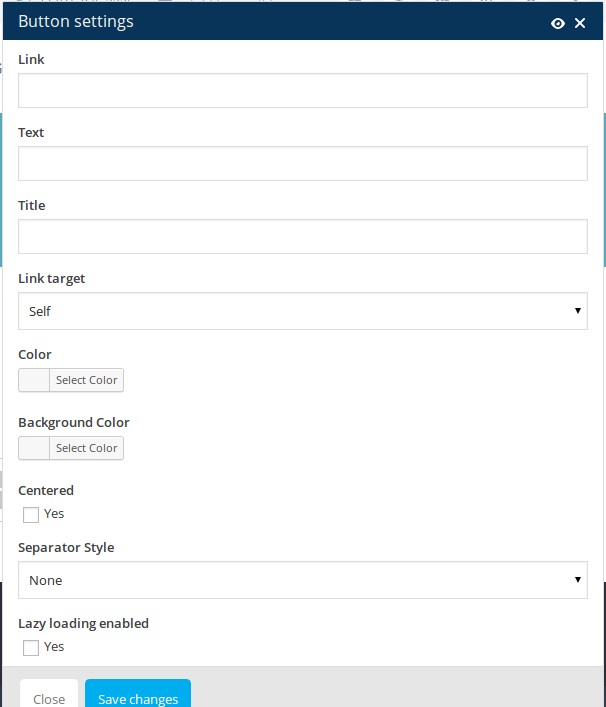 Button settings
Link
Text
Title
Link target
Self
Color
Select Color
Background Color
Select Color
Centered
Yes
Separator Style
None
Lazy loading enabled
Yes
Close
Save changes